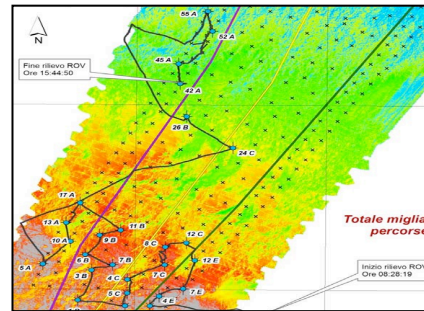 55 A
52 A
N
45 A
Fine rilievo ROV
Ore 15:44:50
42 A
26 B
24 C
17 A
13 A
11 B
Totale miglia
percorse
10 A
9 B
8 C
12 C
5 A
6 B
7 B
7 C
12 E
Inizio rilievo ROV
Ore 08:28:19
3 B
4 C
5 C
7 E
4 E